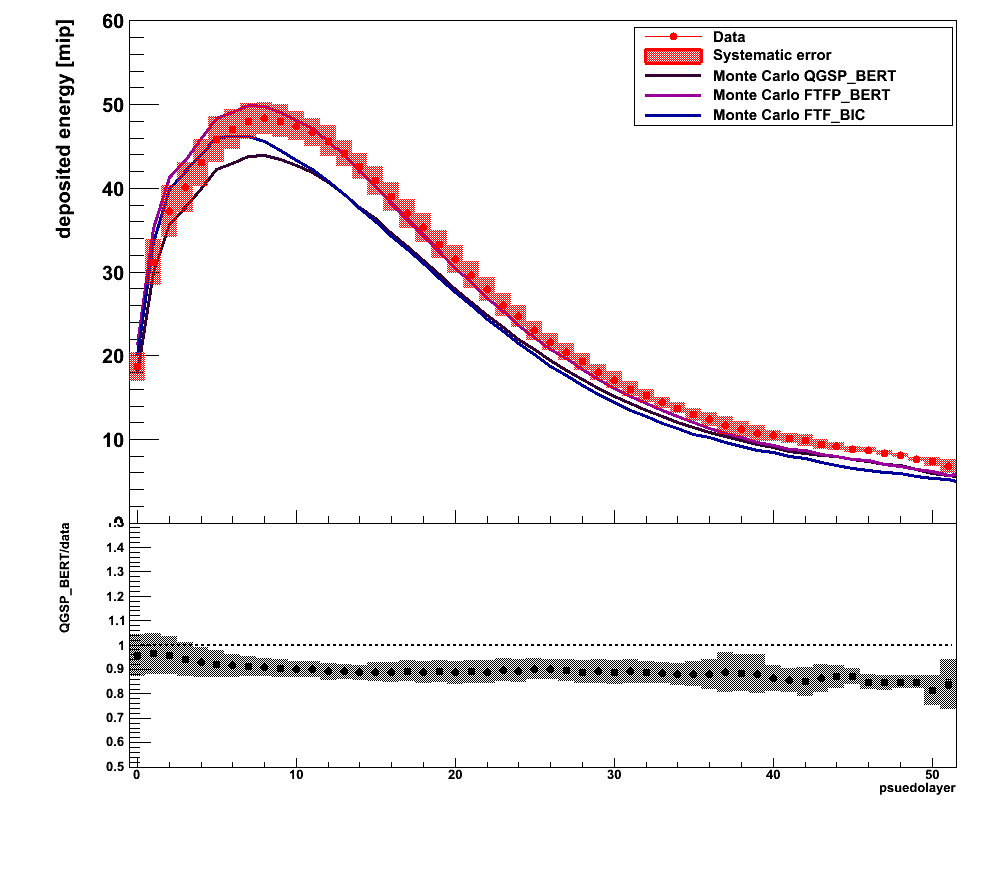 deposited energy [mip]
60
50
40
30
20
10
0
Data
Systematic error
Monte Carlo QGSP_BERT
Monte Carlo FTFP_BERT
Monte Carlo FTF_BIC
QGSP_BERT/data
1.4
1.3
1.2
1.1
1
0.9
0.8
0.7
0.6
0.5
0 10 20 30 40 50
psuedolayer